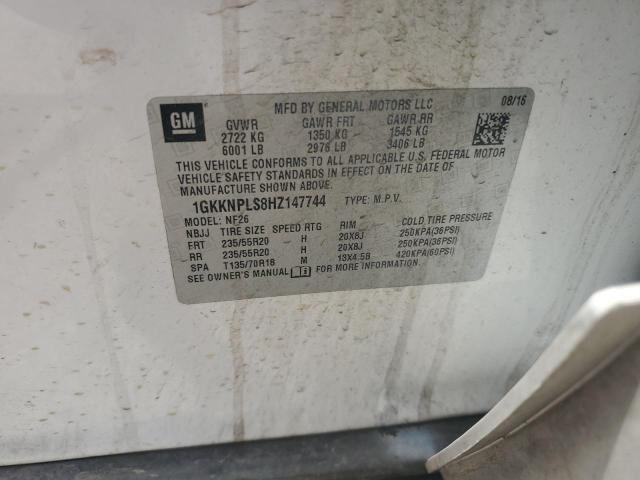 MFD BY GENERAL MOTORS LLC 08/16
GM
GVWR GAWR FRT GAWR RR
2722 KG 1350 KG 1545 KG
6001 LB 2976 LB 3406 LB
THIS VEHICLE CONFORMS TO ALL APPLICABLE U.S. FEDERAL MOTOR
VEHICLE SAFETY STANDARDS IN EFFECT ON THE DATE OF
MANUFACTURE SHOWN ABOVE.
1GKKNPLS8HZ147744 TYPE: M.P.V.
MODEL: NF26
NBJJ TIRE SIZE SPEED RTG RIM COLD TIRE PRESSURE
FRT 235/55R20 H 20X8J 250KPA(36PSI)
RR 235/55R20 H 20X8J 250KPA(36PSI)
SPA T135/70R18 M 18X4.5B 420KPA(60PSI)
SEE OWNER'S MANUAL FOR MORE INFORMATION.